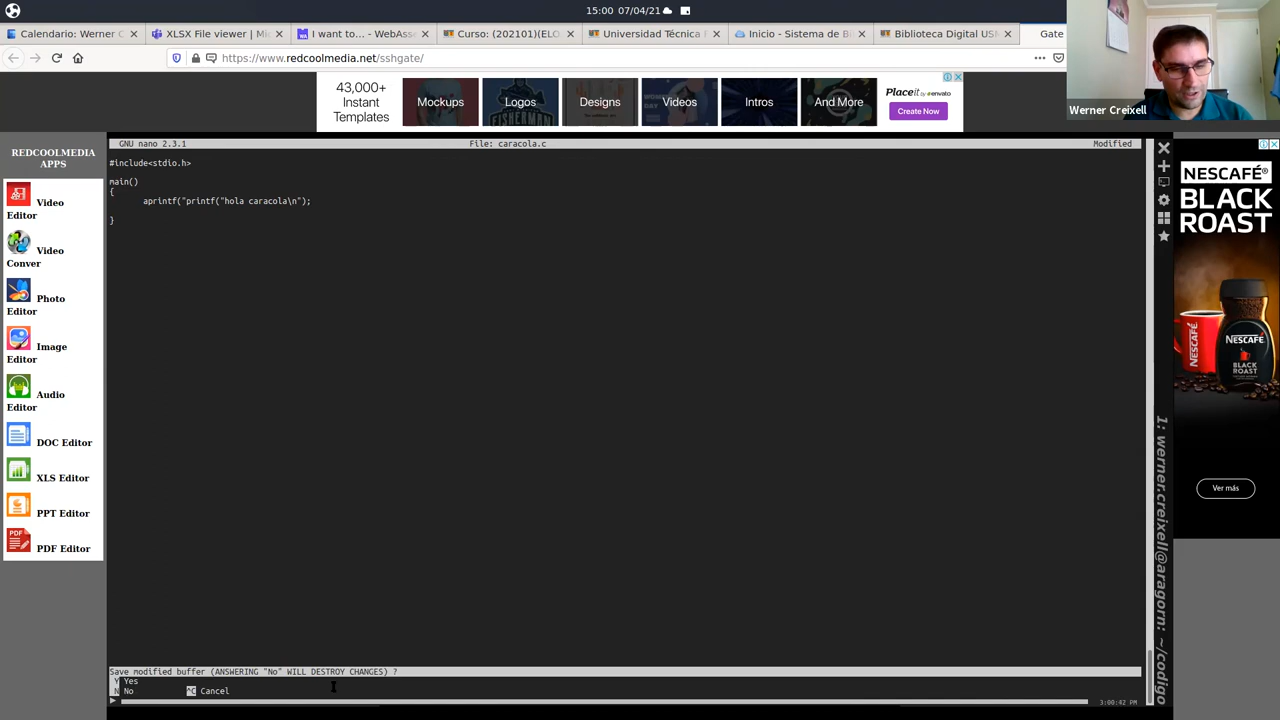 15:00 07/04/21
Calendario: Werner C
XLSX File viewer | Mi
I want to... - WebAsse
Curso: (202101)(ELO
Universidad Técnica F
Inicio - Sistema de Bi
Biblioteca Digital USM
Gate
https://www.redcoolmedia.net/sshgate/
Werner Creixell
43,000+
Instant
Templates
Mockups
Logos
Designs
Videos
Intros
And More
Placeit by envato
Create Now
REDCOOLMEDIA
APPS
Video
Editor
Video
Conver
Photo
Editor
Image
Editor
Audio
Editor
DOC Editor
XLS Editor
PPT Editor
PDF Editor
GNU nano 2.3.1 File: caracola.c Modified
#include<stdio.h>
main()
{
aprintf("printf("hola caracola\n");
}
Save modified buffer (ANSWERING "No" WILL DESTROY CHANGES) ?
Y Yes
N No ^C Cancel
3:00:42 PM
1: werner.creixell@aragorn: ~/codigo
NESCAFÉ®
BLACK
ROAST
NESCAFÉ
NESCAFÉ
BLACK ROAST
Ver más